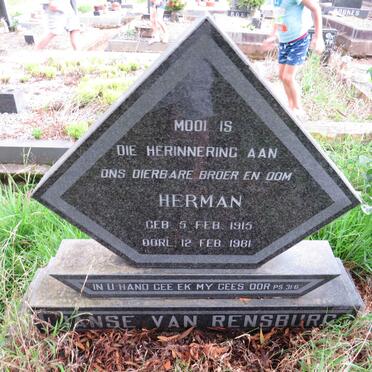 MOOI IS
DIE HERINNERING AAN
ONS DIERBARE BROER EN OOM
HERMAN
GEB. 5 FEB. 1915
OORL. 12 FEB. 1981
IN U HAND GEE EK MY GEES OOR PS 31:6
VAN RENSBURG